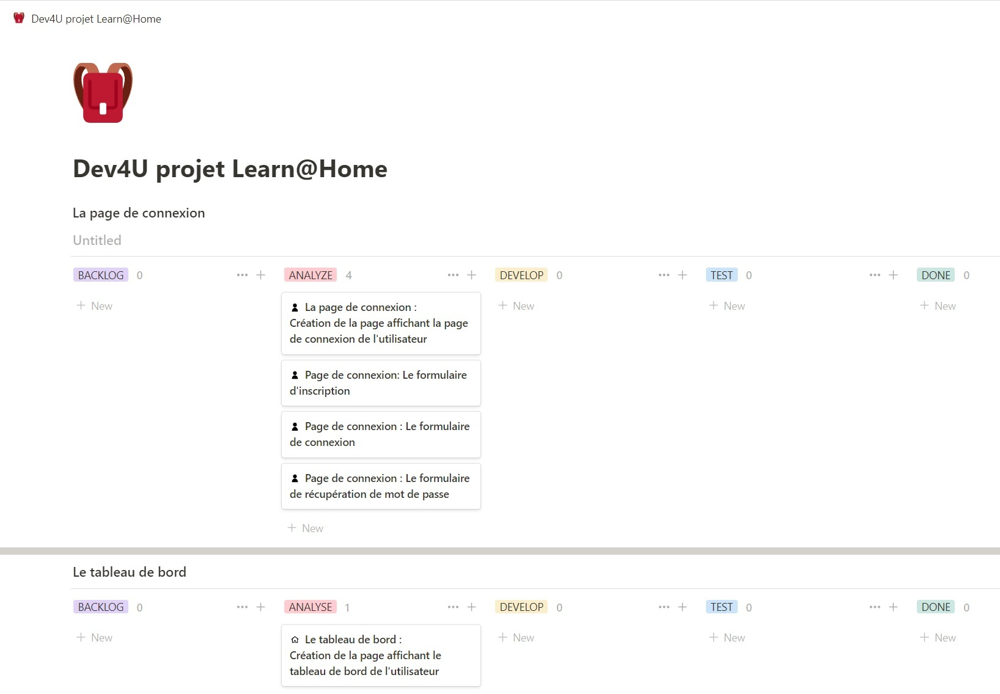 Dev4U projet Learn@Home
Dev4U projet Learn@Home
La page de connexion
Untitled
BACKLOG 0 ... + ANALYZE 4 ... + DEVELOP 0 ... + TEST 0 ... + DONE 0
+ New
La page de connexion :
Création de la page affichant la page
de connexion de l'utilisateur
Page de connexion: Le formulaire
d'inscription
Page de connexion : Le formulaire
de connexion
Page de connexion : Le formulaire
de récupération de mot de passe
+ New
+ New
+ New
+ New
Le tableau de bord
BACKLOG 0 ... + ANALYSE 1 ... + DEVELOP 0 ... + TEST 0 ... + DONE 0
+ New
Le tableau de bord :
Création de la page affichant le
tableau de bord de l'utilisateur
+ New
+ New
+ New